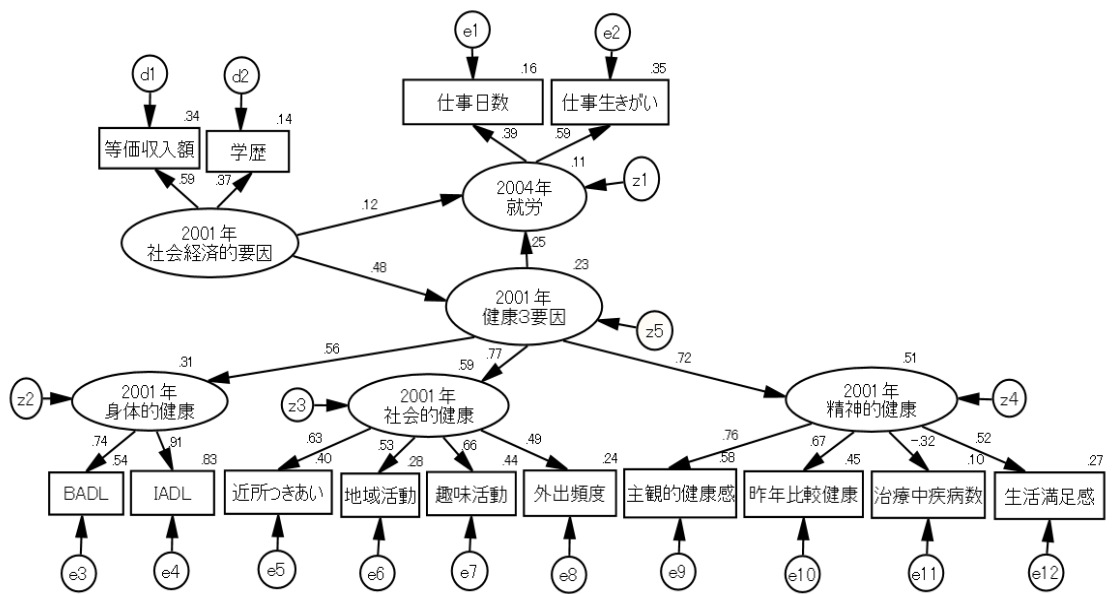 e1
e2
d1
d2
.16
.35
仕事日数
仕事生きがい
.34
.14
等価収入額
学歴
.39
.59
.59
.37
.11
z1
2004年
就労
.12
2001年
社会経済的要因
.25
.48
.23
2001年
健康3要因
z5
.56
.77
.72
.31
.59
.51
z2
2001年
身体的健康
z3
2001年
社会的健康
2001年
精神的健康
z4
.74
.91
.63
.53
.66
.49
.76
.67
-.32
.52
.54
.83
.40
.28
.44
.24
.58
.45
.10
.27
BADL
IADL
近所つきあい
地域活動
趣味活動
外出頻度
主観的健康感
昨年比較健康
治療中疾病数
生活満足感
e3
e4
e5
e6
e7
e8
e9
e10
e11
e12